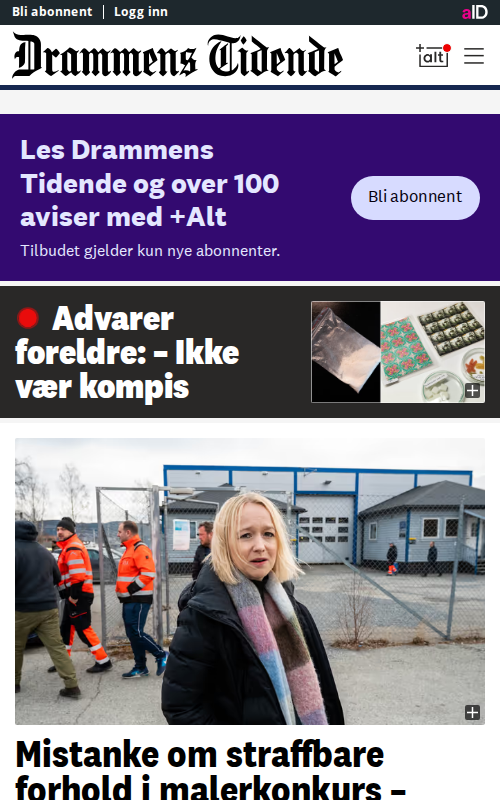 Bli abonnent | Logg inn
aID
Drammens Tidende
+alt
Les Drammens
Tidende og over 100
aviser med +Alt
Bli abonnent
Tilbudet gjelder kun nye abonnenter.
Advarer
foreldre: – Ikke
vær kompis
Mistanke om straffbare
forhold i malerkonkurs –